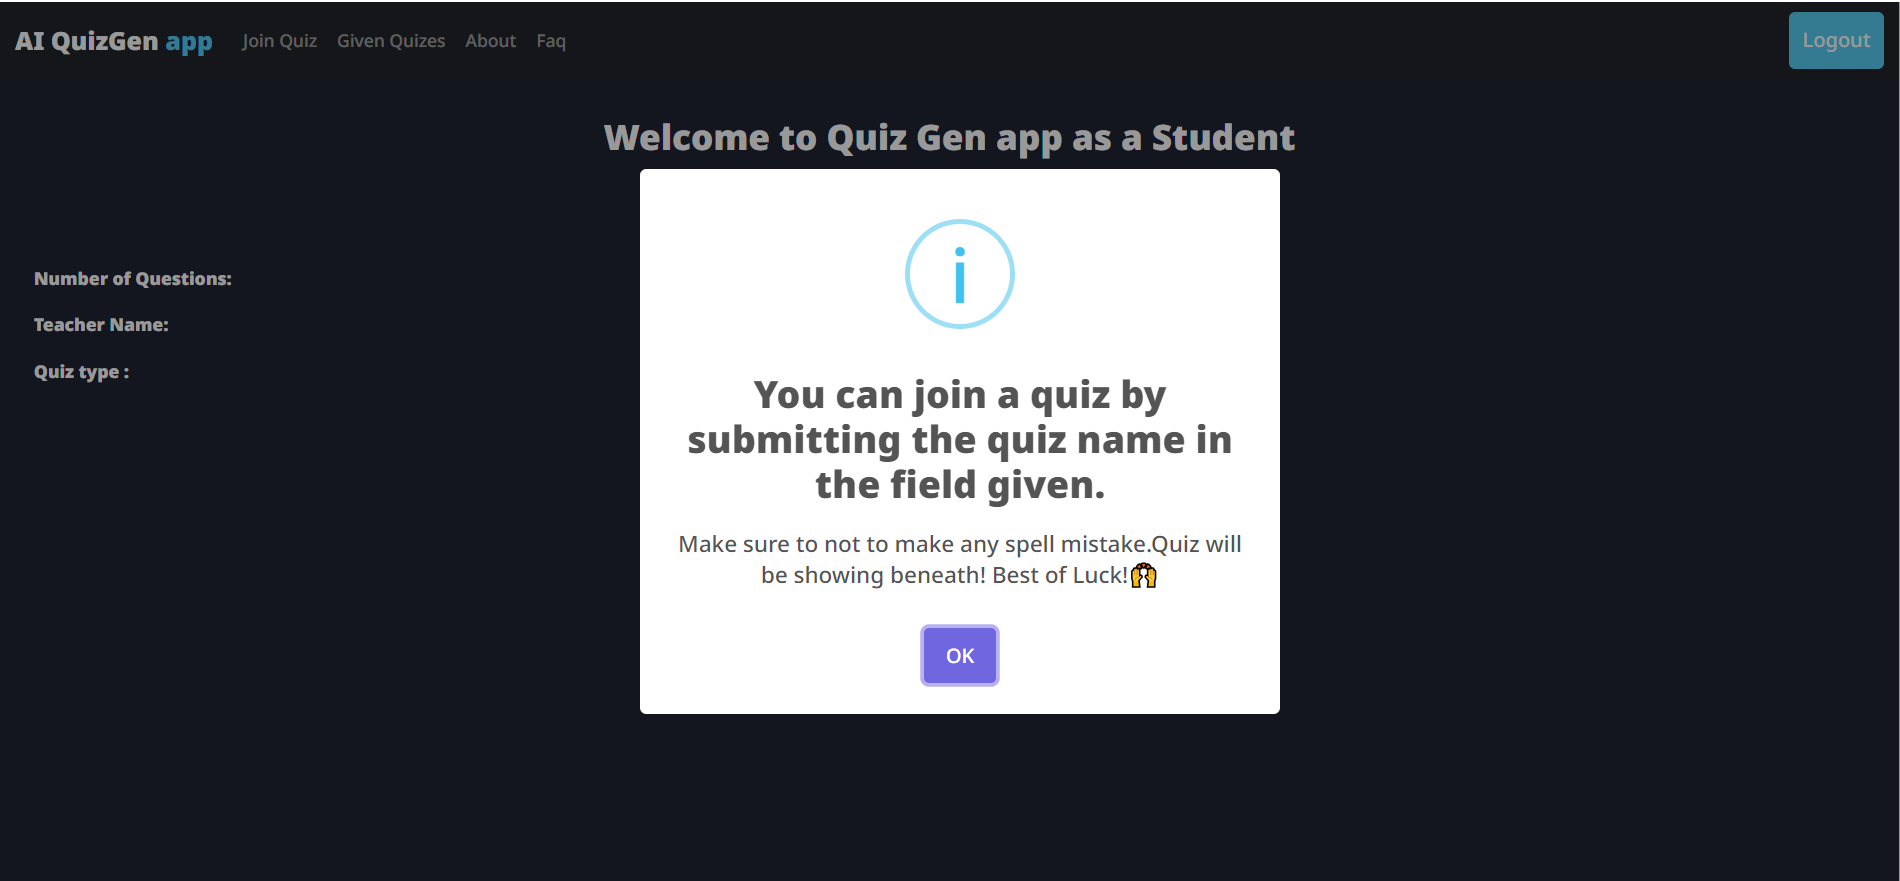 AI QuizGen app Join Quiz Given Quizes About Faq Logout
Welcome to Quiz Gen app as a Student
Number of Questions:
Teacher Name:
Quiz type :
You can join a quiz by
submitting the quiz name in
the field given.
Make sure to not to make any spell mistake.Quiz will
be showing beneath! Best of Luck!🙌
OK